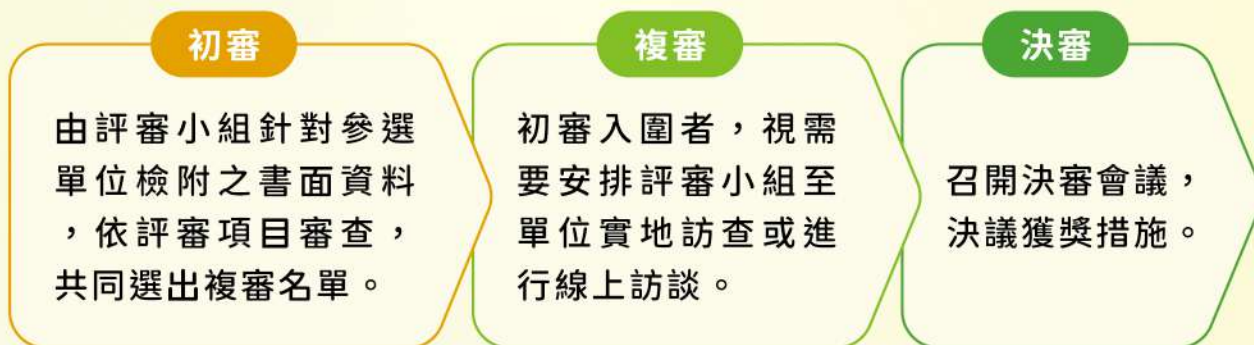 初審
由評審小組針對參選
單位檢附之書面資料
，依評審項目審查，
共同選出複審名單。
複審
初審入圍者，視需
要安排評審小組至
單位實地訪查或進
行線上訪談。
決審
召開決審會議，
決議獲獎措施。